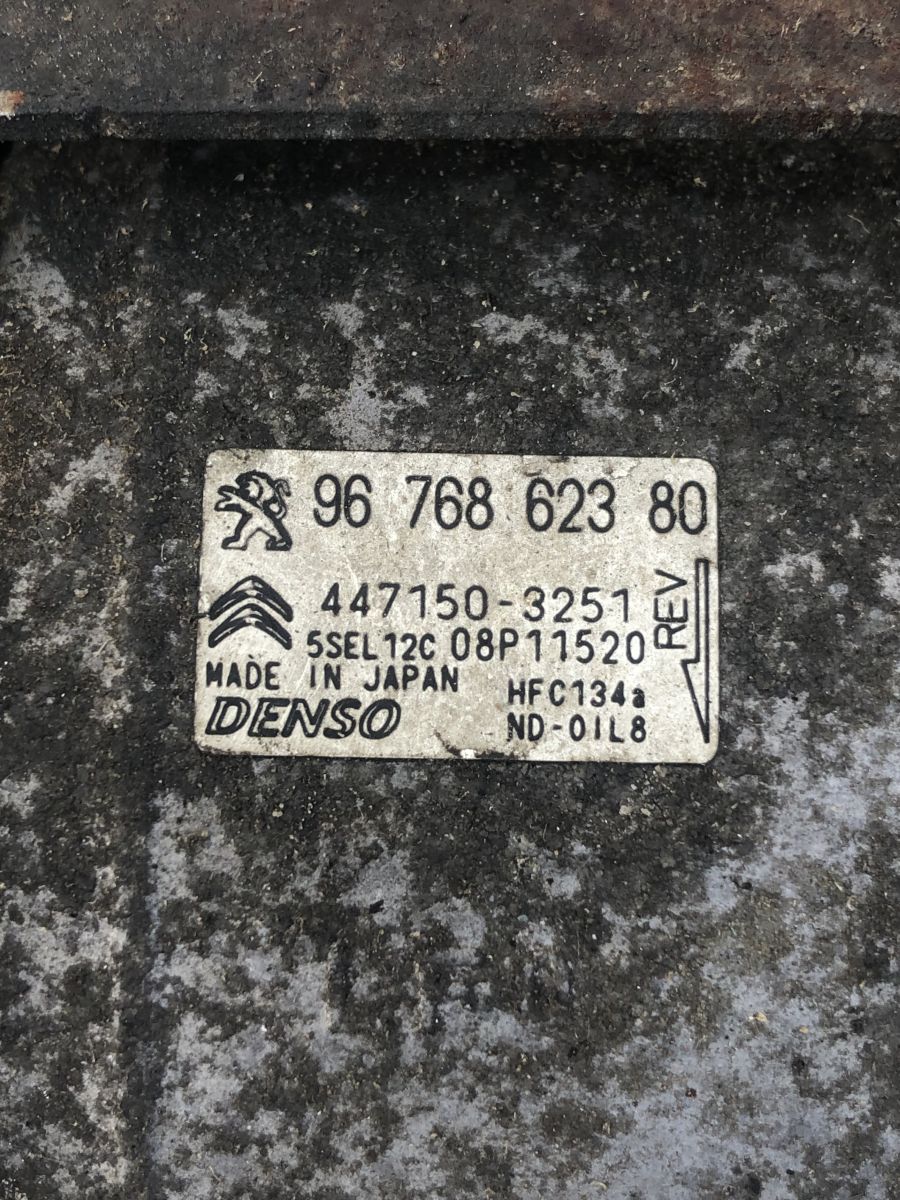 96 768 623 80
447150-3251
REV
5SEL12C 08P11520
MADE IN JAPAN
HFC134a
DENSO
ND-OIL8